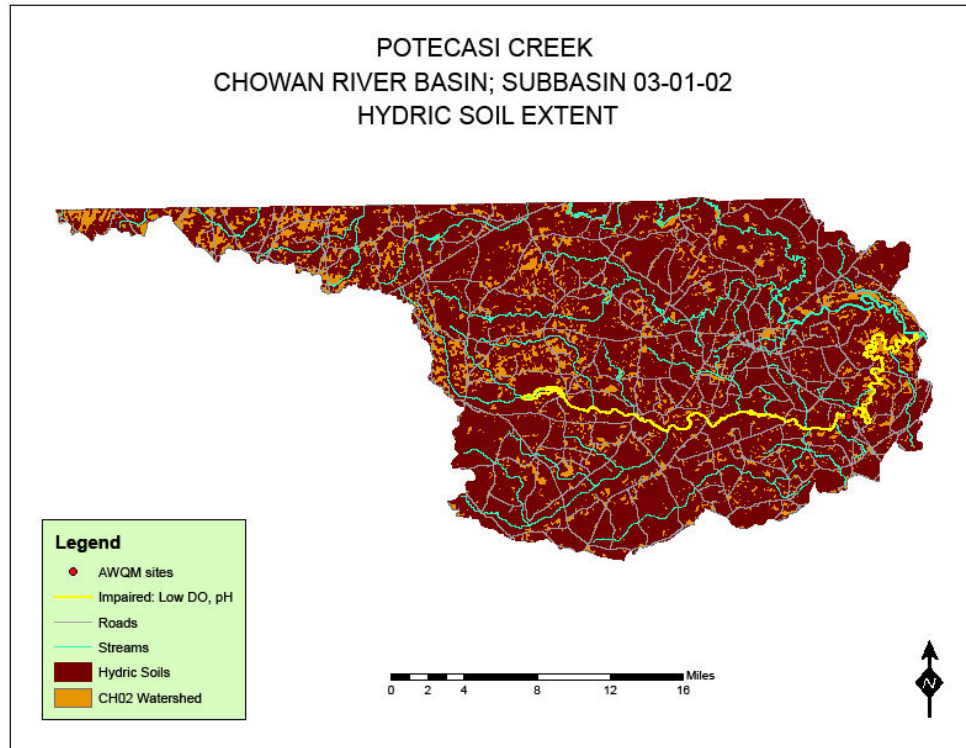 POTECASI CREEK
CHOWAN RIVER BASIN; SUBBASIN 03-01-02
HYDRIC SOIL EXTENT
Legend
AWQM sites
Impaired: Low DO, pH
Roads
Streams
Hydric Soils
CH02 Watershed
Miles
0 2 4 8 12 16
N